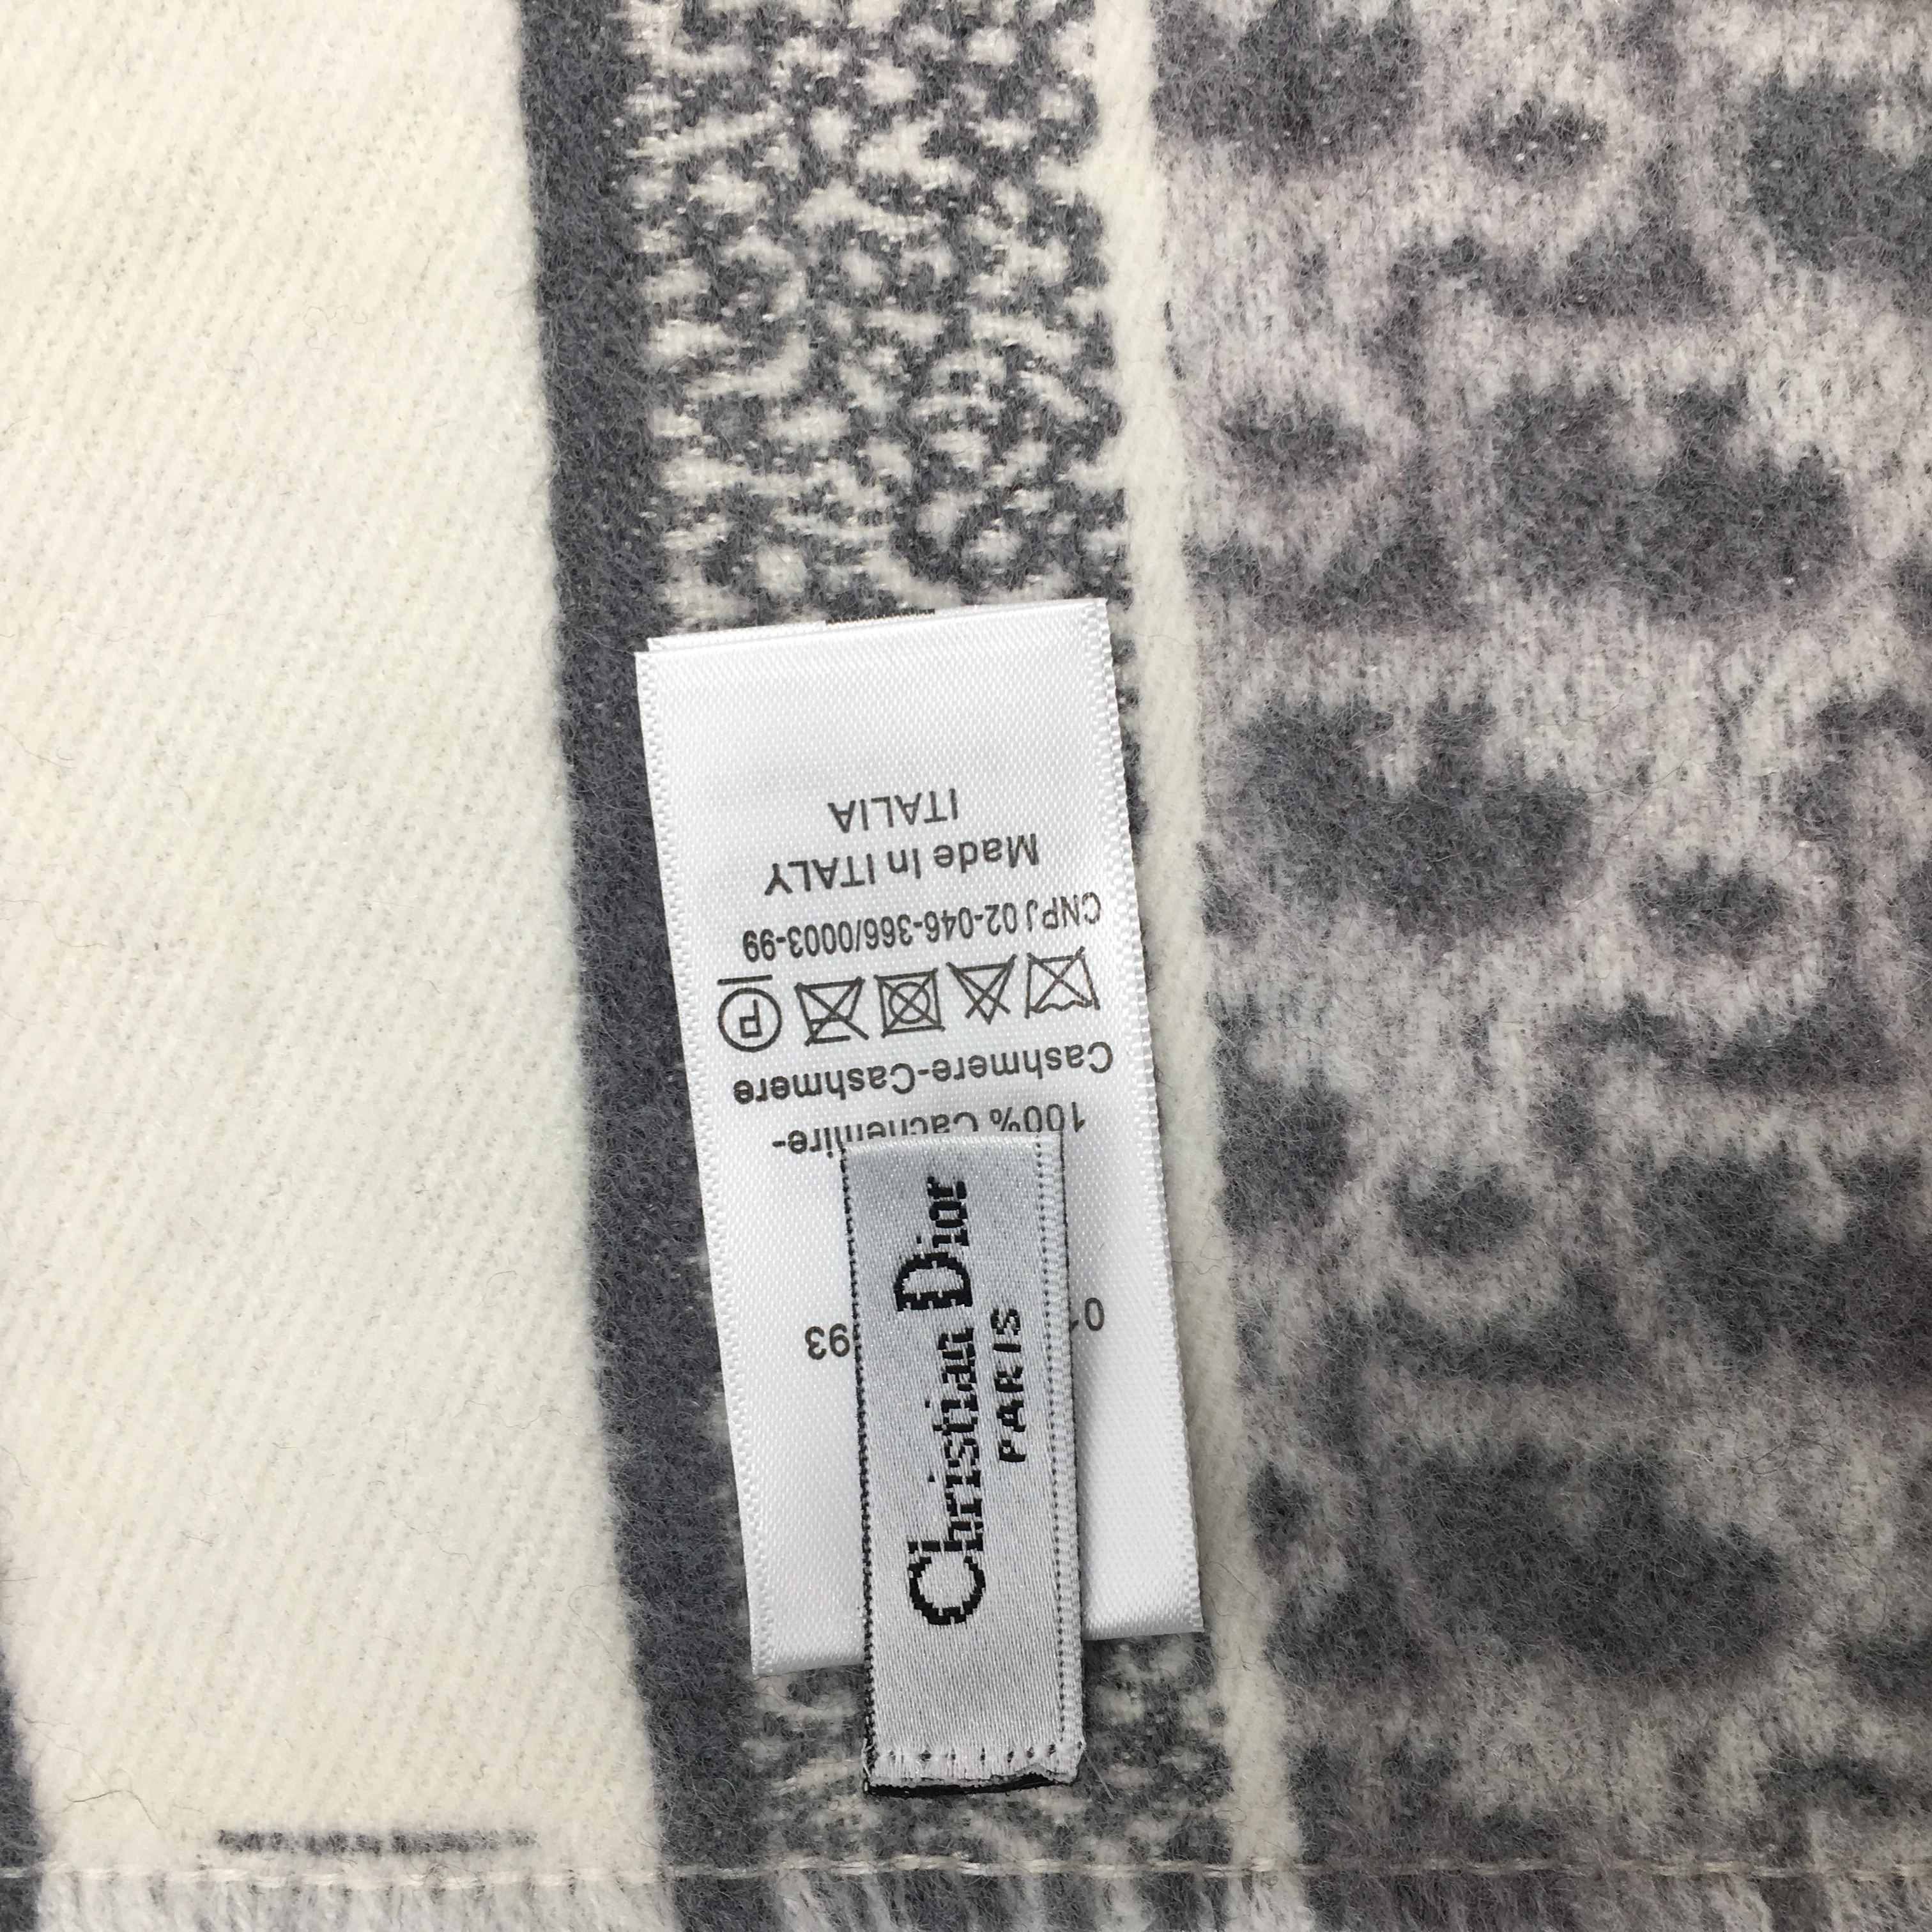 Christian Dior
PARIS
93
100% Cachemire-
Cashmere-Cashmere
P
CNPJ 02-046-366/0003-99
Made In ITALY
ITALIA